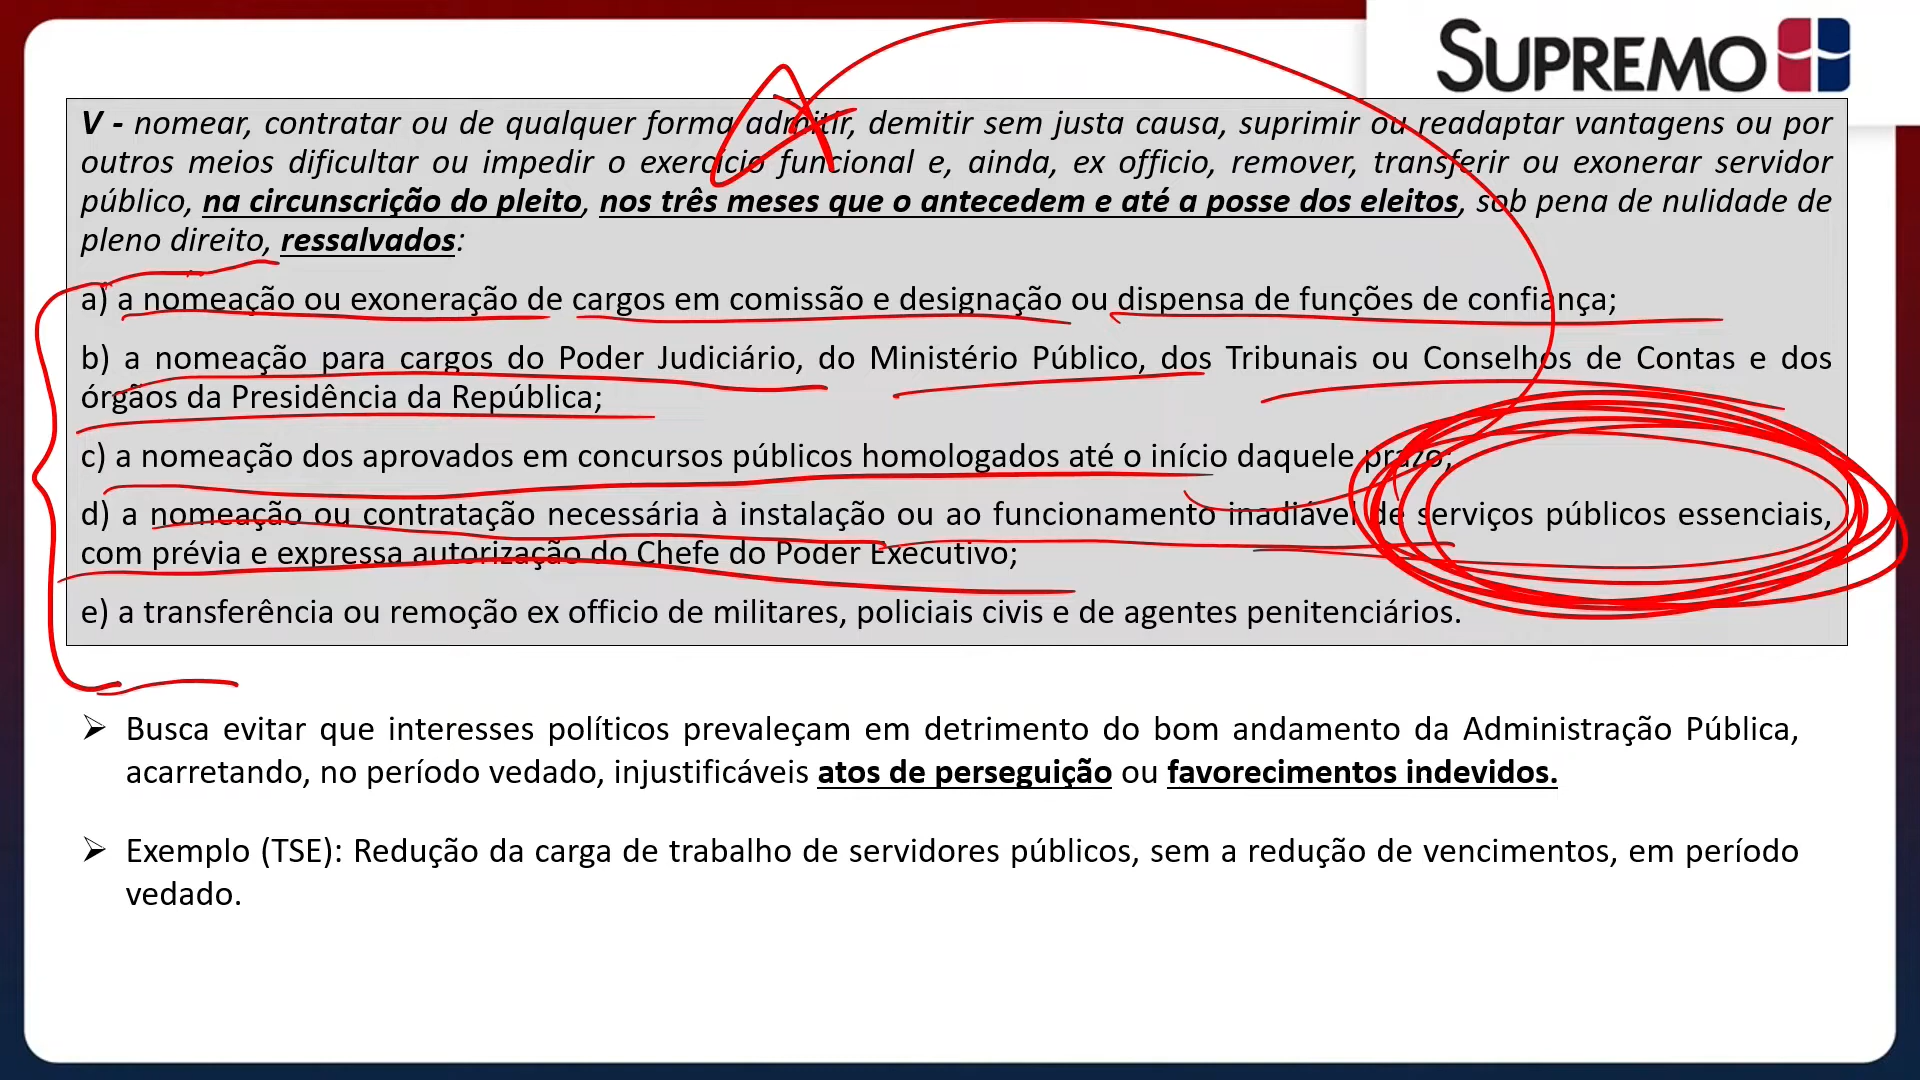 SUPREMO
V - nomear, contratar ou de qualquer forma admitir, demitir sem justa causa, suprimir ou readaptar vantagens ou por
outros meios dificultar ou impedir o exercício funcional e, ainda, ex officio, remover, transferir ou exonerar servidor
público, na circunscrição do pleito, nos três meses que o antecedem e até a posse dos eleitos, sob pena de nulidade de
pleno direito, ressalvados:
a) a nomeação ou exoneração de cargos em comissão e designação ou dispensa de funções de confiança;
b) a nomeação para cargos do Poder Judiciário, do Ministério Público, dos Tribunais ou Conselhos de Contas e dos
órgãos da Presidência da República;
c) a nomeação dos aprovados em concursos públicos homologados até o início daquele prazo;
d) a nomeação ou contratação necessária à instalação ou ao funcionamento inadiável de serviços públicos essenciais,
com prévia e expressa autorização do Chefe do Poder Executivo;
e) a transferência ou remoção ex officio de militares, policiais civis e de agentes penitenciários.
➢ Busca evitar que interesses políticos prevaleçam em detrimento do bom andamento da Administração Pública,
acarretando, no período vedado, injustificáveis atos de perseguição ou favorecimentos indevidos.
➢ Exemplo (TSE): Redução da carga de trabalho de servidores públicos, sem a redução de vencimentos, em período
vedado.